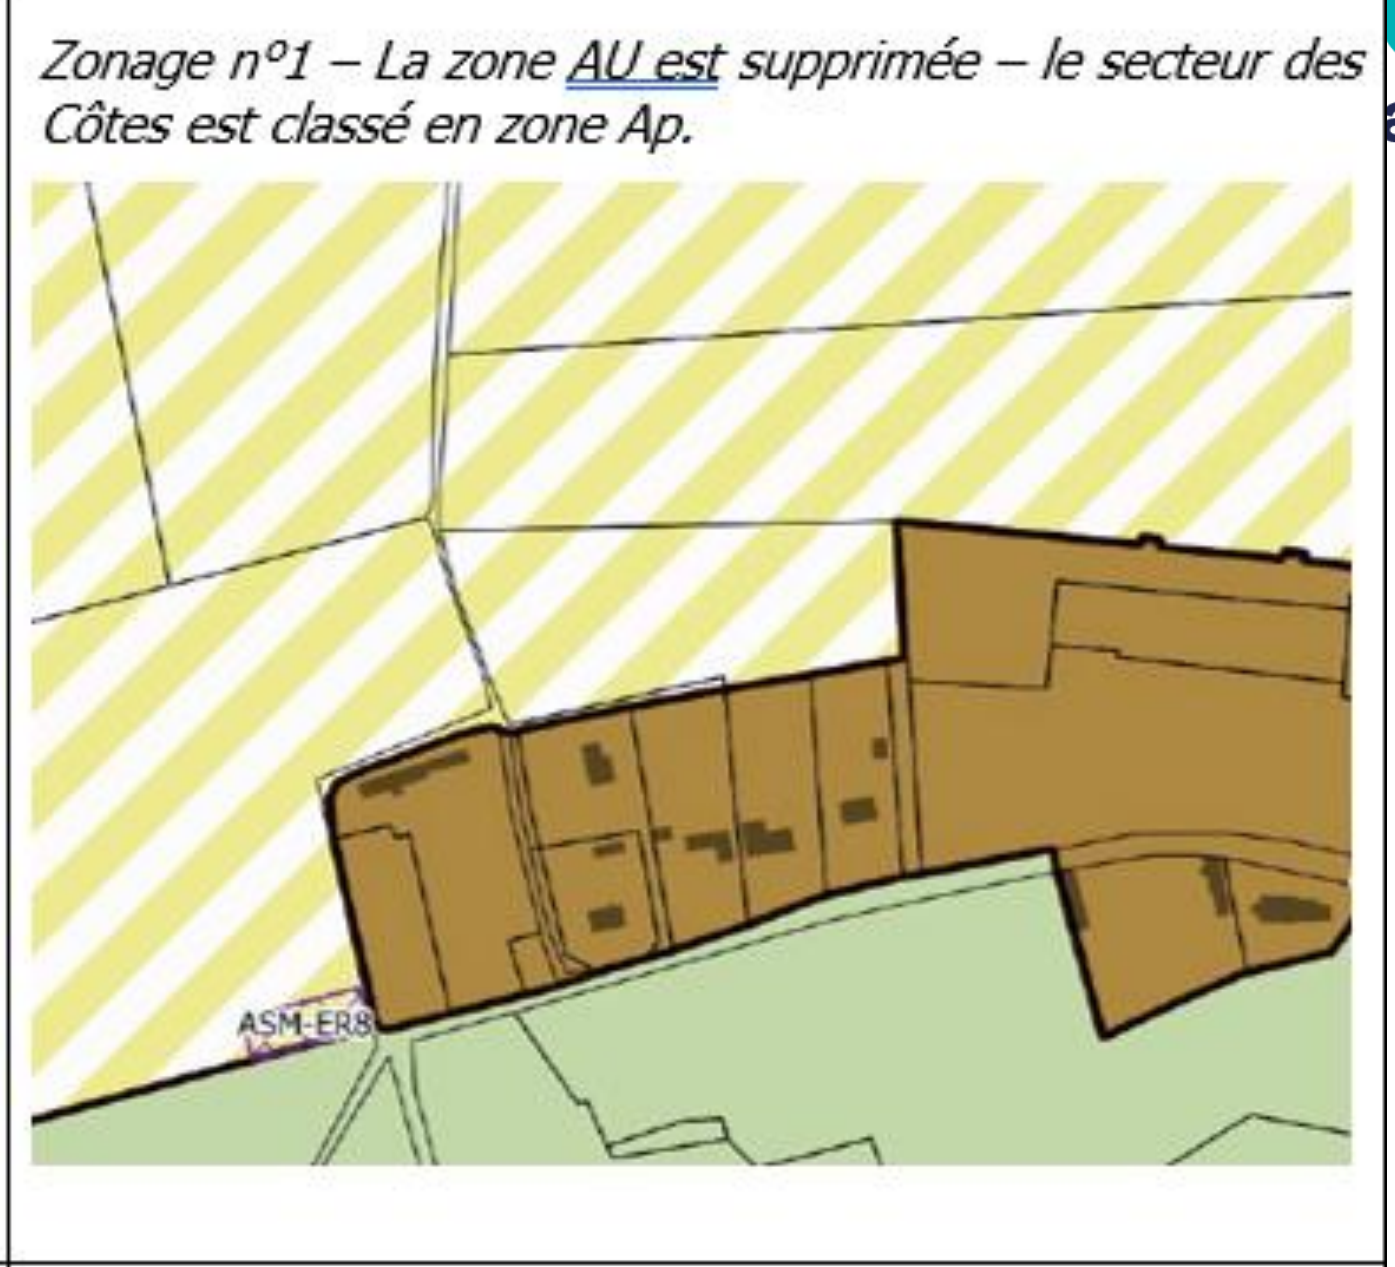 Zonage n°1 – La zone AU est supprimée – le secteur des
Côtes est classé en zone Ap.
ASM-ER8